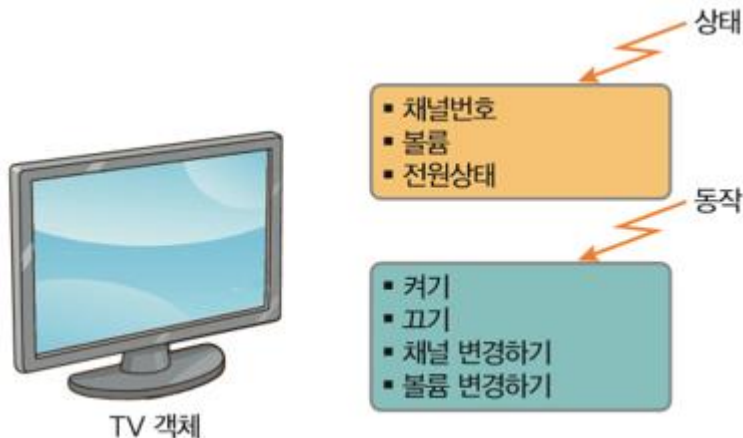 상태
▪ 채널번호
▪ 볼륨
▪ 전원상태
동작
▪ 켜기
▪ 끄기
▪ 채널 변경하기
▪ 볼륨 변경하기
TV 객체